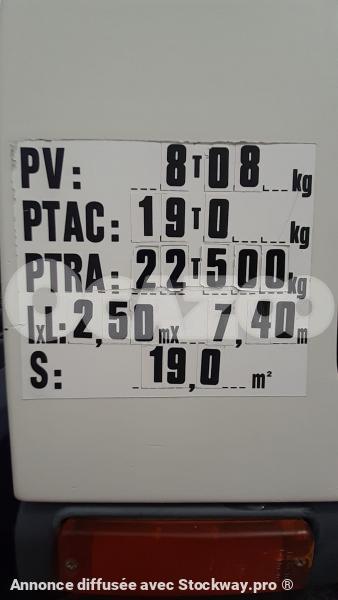 PV: 8T08 kg
PTAC: 19T0 kg
PTRA: 22T500 kg
lxL: 2,50 mx 7,40 m
S: 19,0 m²
Annonce diffusée avec Stockway.pro ®